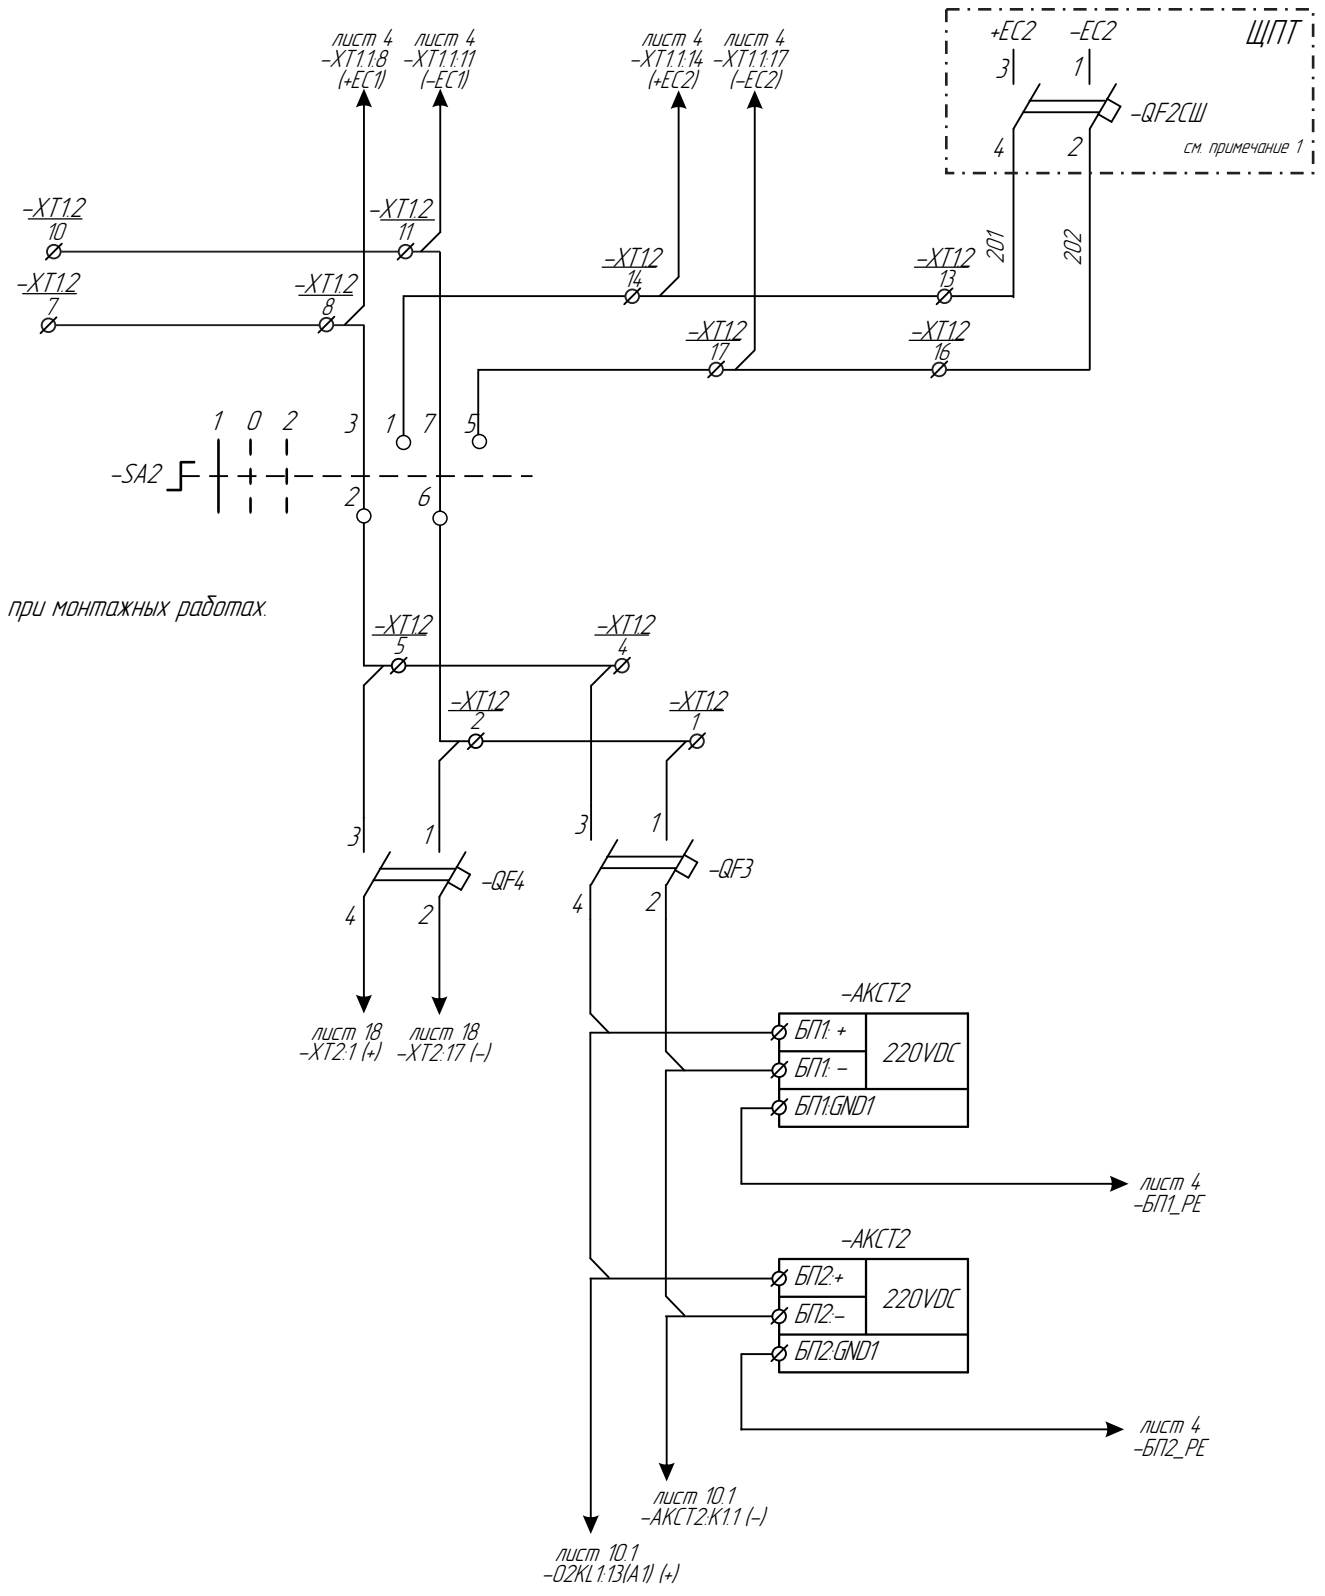 лист 4
-XT1.1:8
(+EC1)
лист 4
-XT1.1:11
(-EC1)
лист 4
-XT1.1:14
(+EC2)
лист 4
-XT1.1:17
(-EC2)
+EC2
-EC2
ЩПТ
3
1
-QF2СШ
4
2
см. примечание 1
201
202
-XT1.2
10
-XT1.2
11
-XT1.2
7
-XT1.2
8
-XT1.2
14
-XT1.2
13
-XT1.2
17
-XT1.2
16
1
0
2
3
1
7
5
-SA2
2
6
при монтажных работах.
-XT1.2
5
-XT1.2
4
-XT1.2
2
-XT1.2
1
3
1
-QF4
4
2
3
1
-QF3
4
2
лист 18
-XT2:1 (+)
лист 18
-XT2:17 (-)
-АКСТ2
БП1: +
220VDC
БП1: -
БП1:GND1
лист 4
-БП1_PE
-АКСТ2
БП2:+
220VDC
БП2:-
БП2:GND1
лист 4
-БП2_PE
лист 10.1
-АКСТ2:K1.1 (-)
лист 10.1
-02KL1:13(A1) (+)